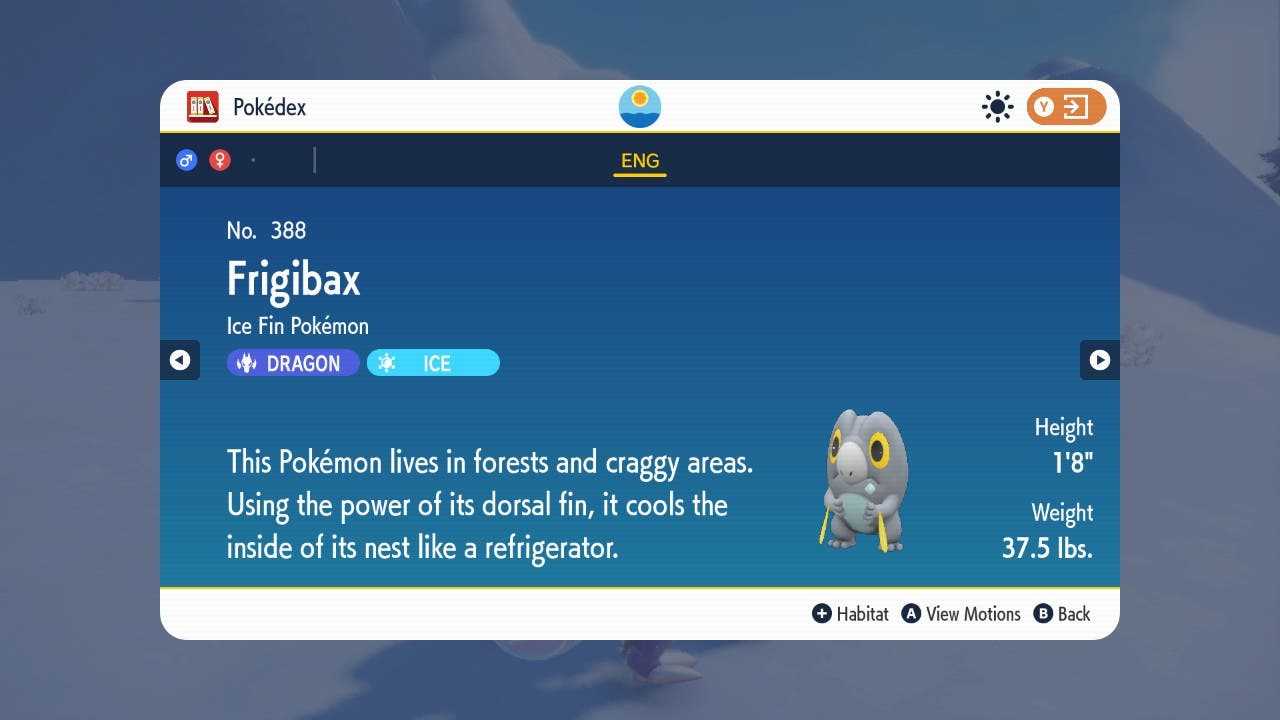 Pokédex
Y
ENG
No. 388
Frigibax
Ice Fin Pokémon
DRAGON ICE
This Pokémon lives in forests and craggy areas.
Using the power of its dorsal fin, it cools the
inside of its nest like a refrigerator.
Height
1'8"
Weight
37.5 lbs.
+ Habitat A View Motions B Back